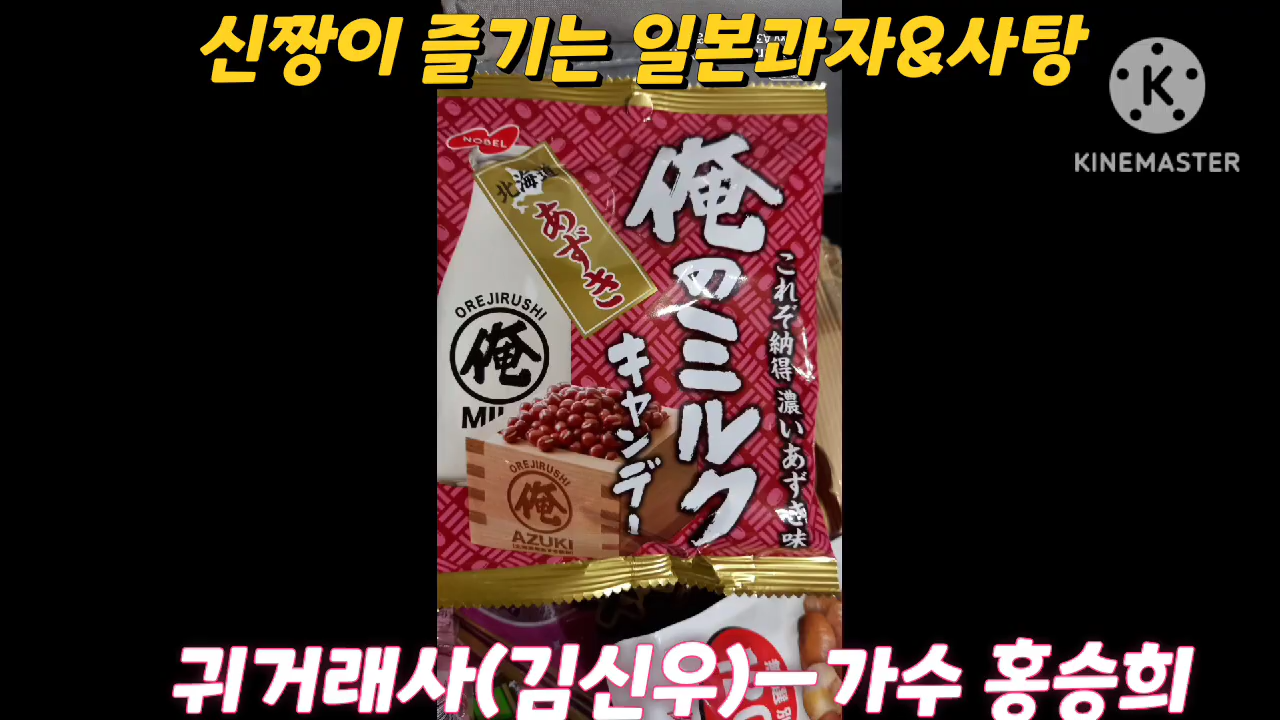 신짱이 즐기는 일본과자&사탕
K
KINEMASTER
NOBEL
北海道
あずき
俺のミルク
キャンデー
これぞ納得 濃いあずき味
OREJIRUSHI
俺
MIL
OREJIRUSHI
俺
AZUKI
귀거래사(김신우)-가수 홍승희